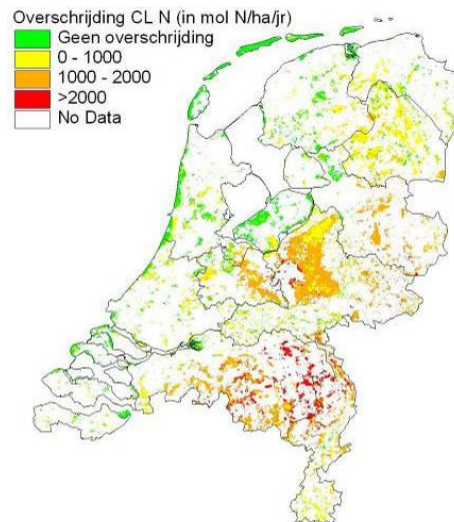 Overschrijding CL N (in mol N/ha/jr)
Geen overschrijding
0 - 1000
1000 - 2000
>2000
No Data